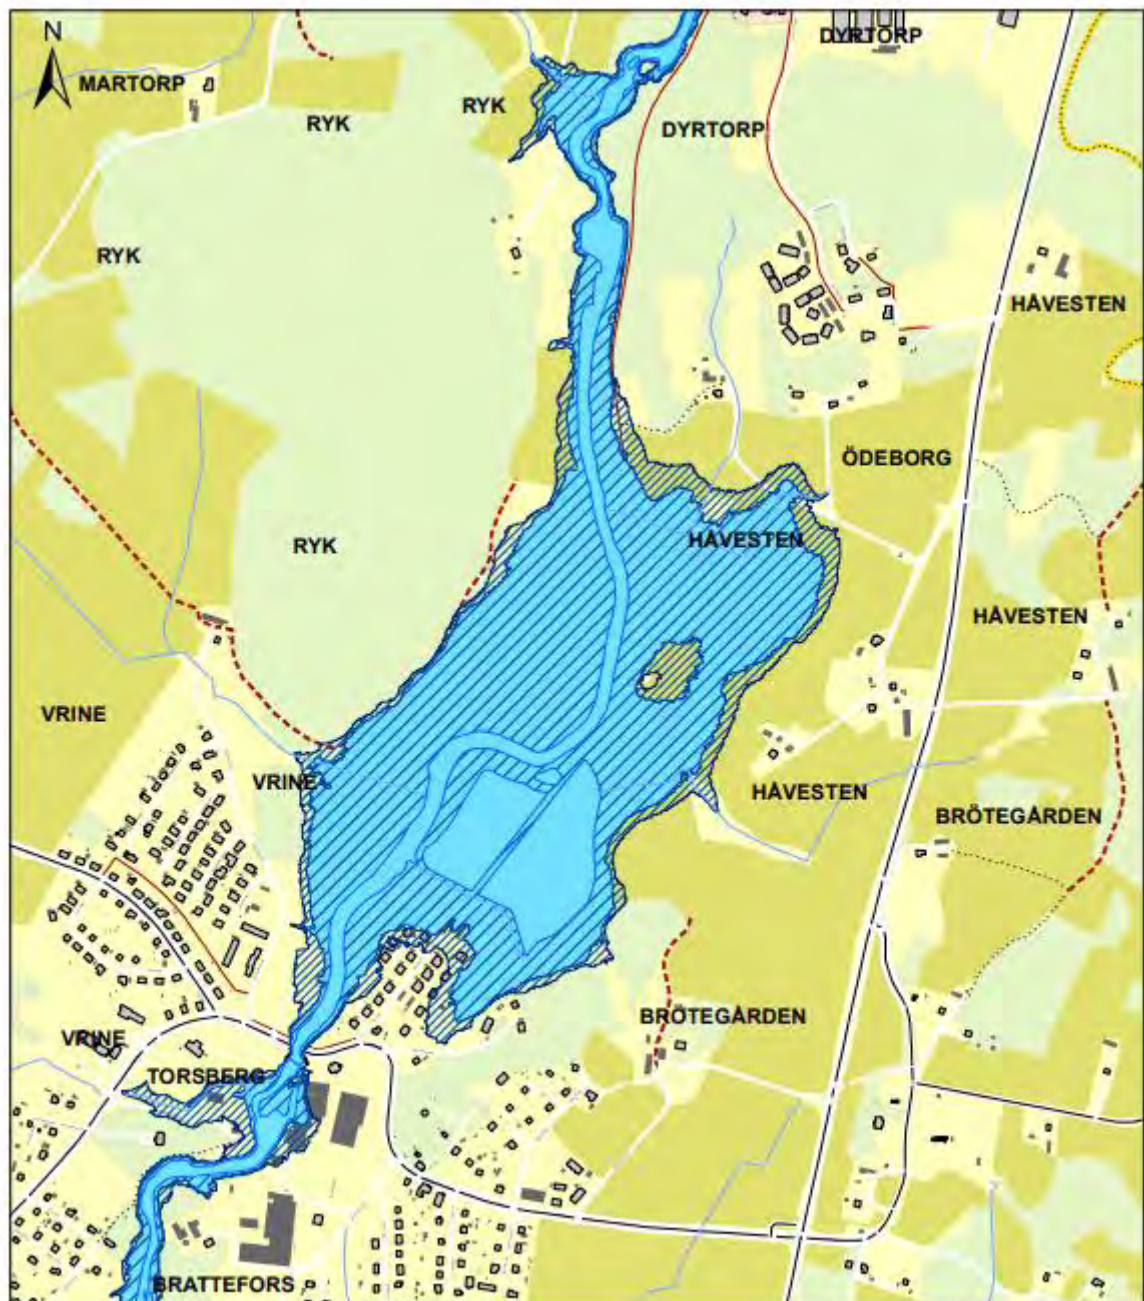 N
DYRTORP
MARTORP
RYK
RYK
DYRTORP
RYK
HÅVESTEN
ÖDEBORG
HÅVESTEN
RYK
HÅVESTEN
VRINE
VRINE
HÅVESTEN
BRÖTEGÅRDEN
BRÖTEGÅRDEN
VRINE
TORSBERG
BRATTEFORS